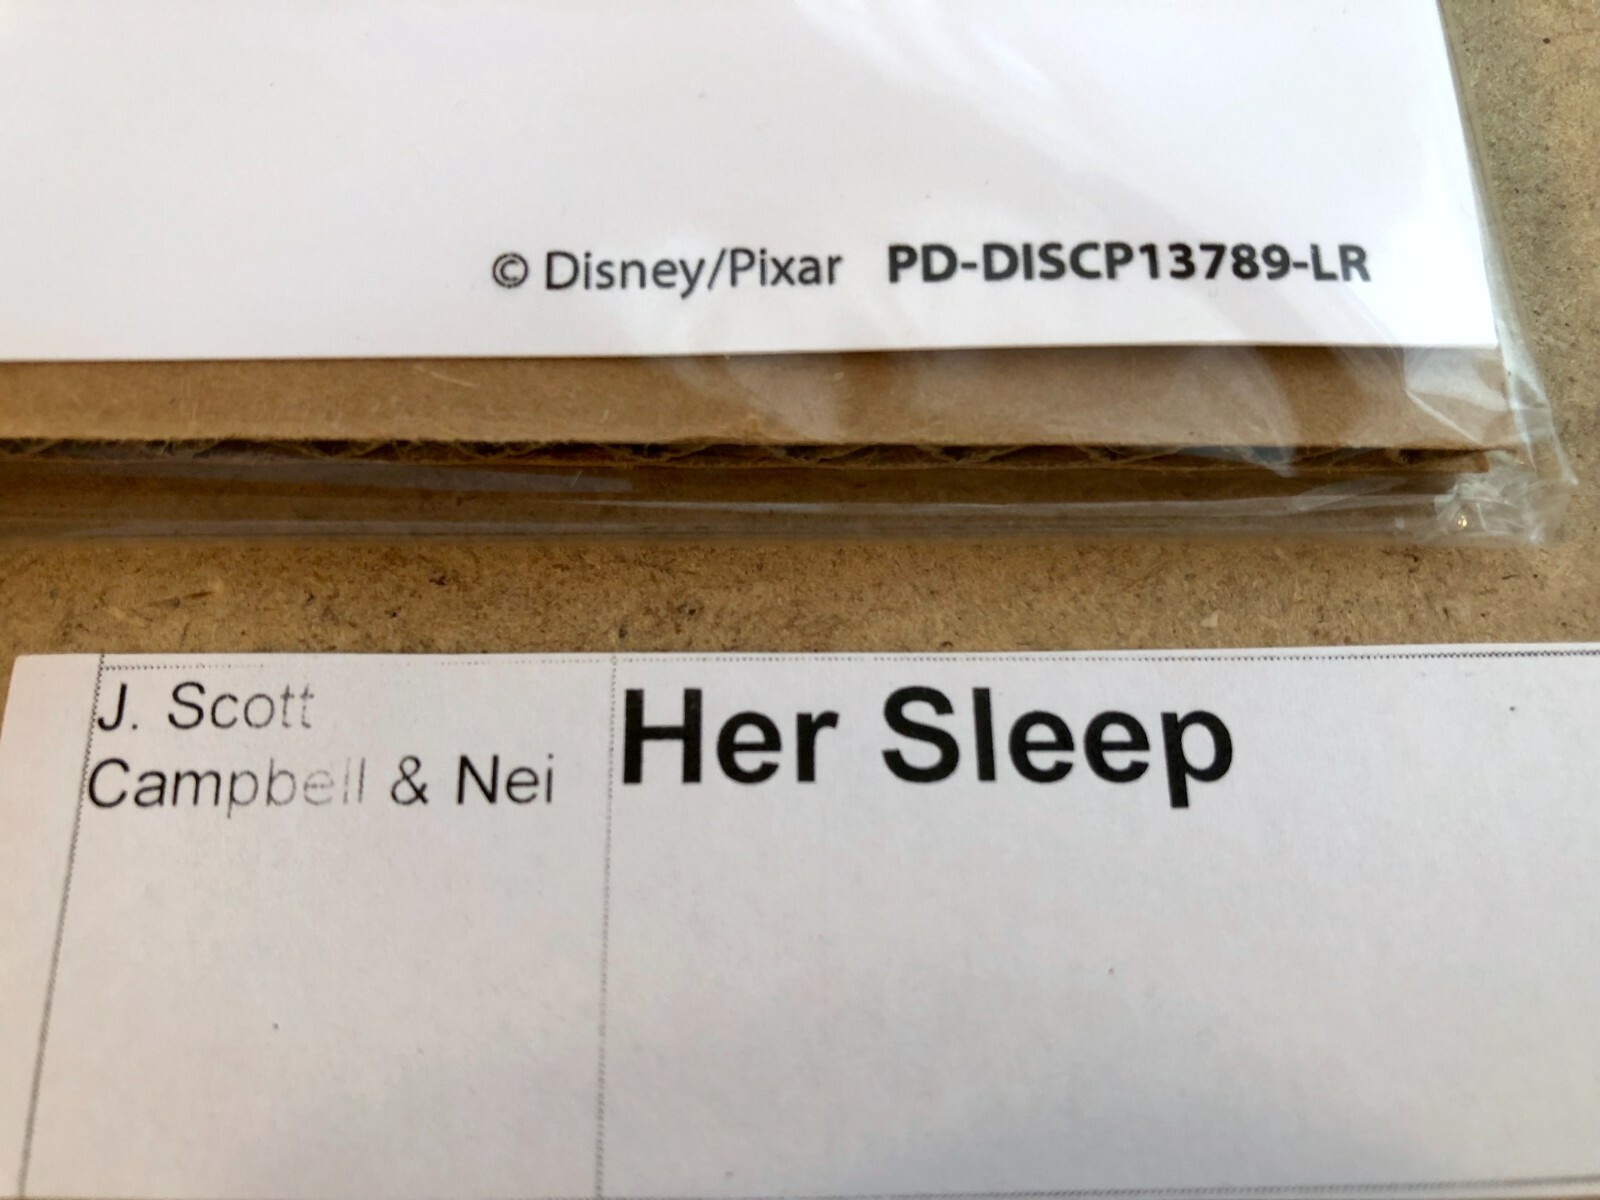 © Disney/Pixar PD-DISCP13789-LR
J. Scott Her Sleep
Campbell & Nei